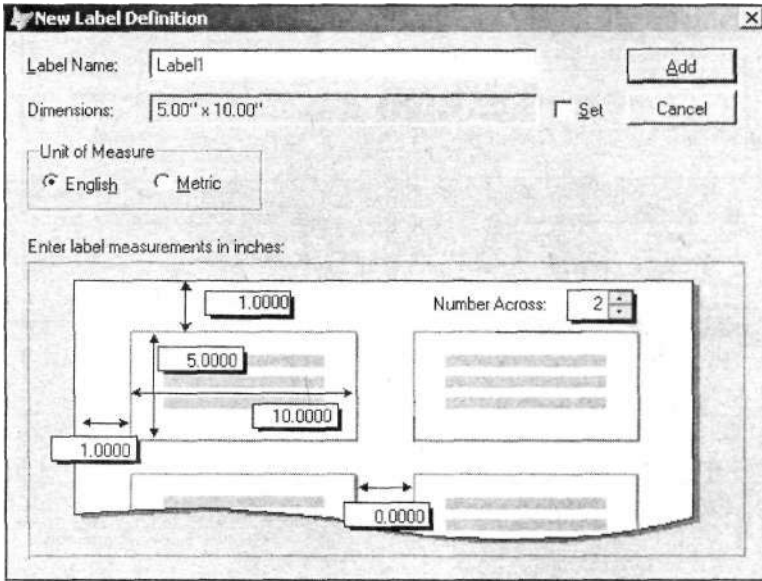 New Label Definition
Label Name: Label1 Add
Dimensions: 5.00" x 10.00" Set Cancel
Unit of Measure
English Metric
Enter label measurements in inches:
1.0000 Number Across: 2
5.0000
10.0000
1.0000
0.0000